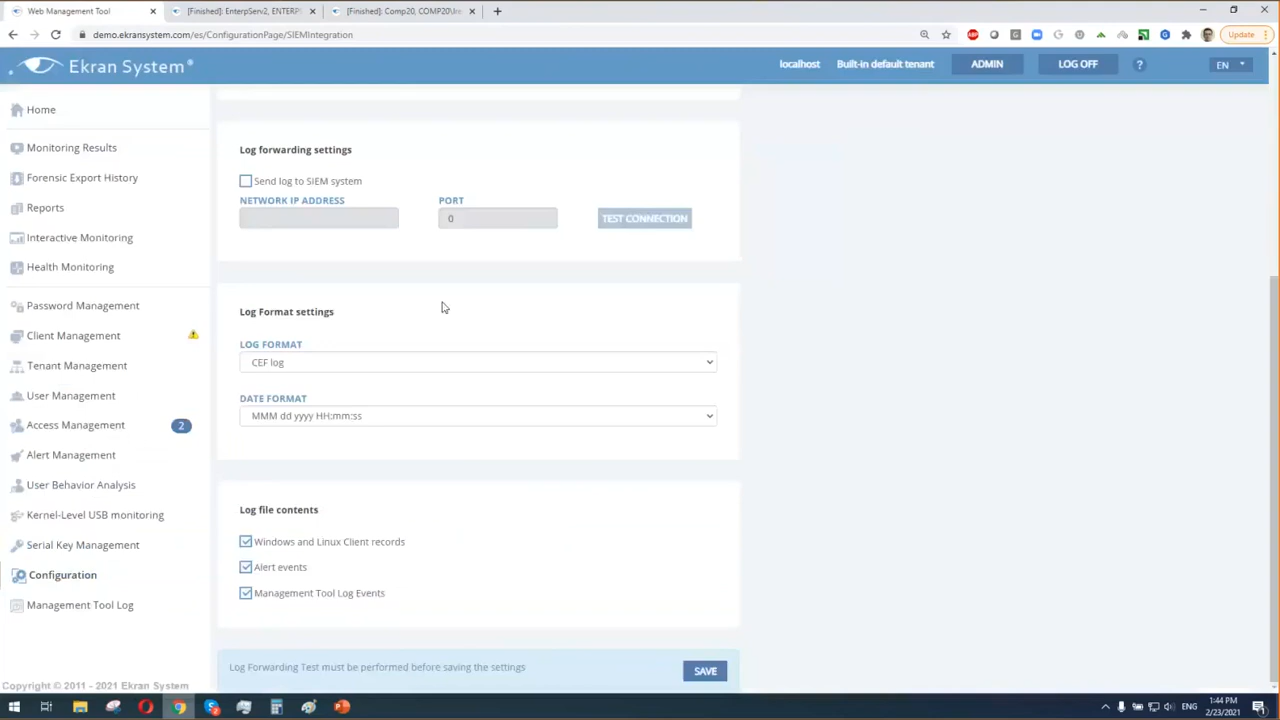 Web Management Tool
[Finished]: EnterpServ2, ENTERP
[Finished]: Comp20, COMP20\
demo.ekransystem.com/es/ConfigurationPage/SIEMIntegration
Update
Ekran System®
localhost
Built-in default tenant
ADMIN
LOG OFF
?
EN
Home
Monitoring Results
Forensic Export History
Reports
Interactive Monitoring
Health Monitoring
Password Management
Client Management
Tenant Management
User Management
Access Management
2
Alert Management
User Behavior Analysis
Kernel-Level USB monitoring
Serial Key Management
Configuration
Management Tool Log
Copyright © 2011 - 2021 Ekran System
Log forwarding settings
Send log to SIEM system
NETWORK IP ADDRESS
PORT
0
TEST CONNECTION
Log Format settings
LOG FORMAT
CEF log
DATE FORMAT
MMM dd yyyy HH:mm:ss
Log file contents
Windows and Linux Client records
Alert events
Management Tool Log Events
Log Forwarding Test must be performed before saving the settings
SAVE
ENG
1:44 PM
2/23/2021